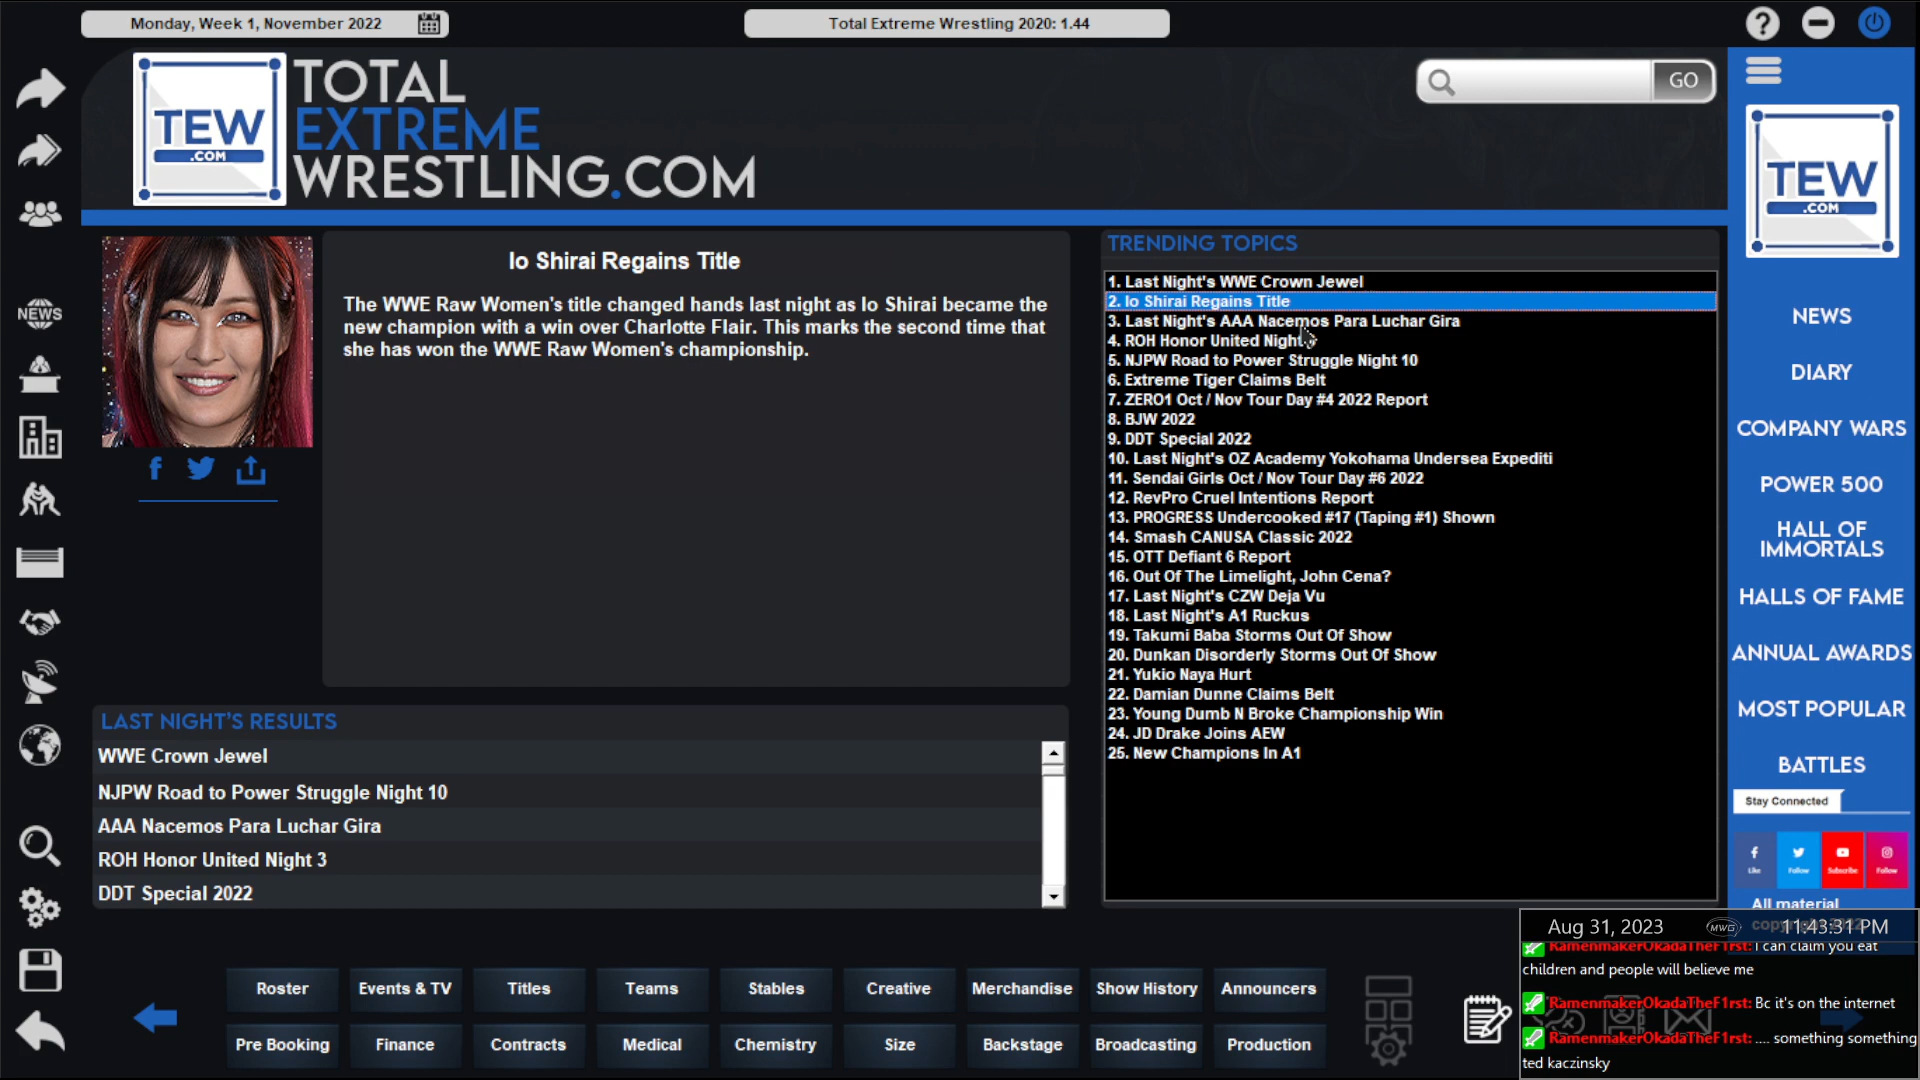 Monday, Week 1, November 2022
Total Extreme Wrestling 2020: 1.44
?
TEW
.COM
TOTAL
EXTREME
WRESTLING.COM
GO
TEW
.COM
Io Shirai Regains Title
The WWE Raw Women's title changed hands last night as Io Shirai became the
new champion with a win over Charlotte Flair. This marks the second time that
she has won the WWE Raw Women's championship.
TRENDING TOPICS
1. Last Night's WWE Crown Jewel
2. Io Shirai Regains Title
3. Last Night's AAA Nacemos Para Luchar Gira
4. ROH Honor United Night
5. NJPW Road to Power Struggle Night 10
6. Extreme Tiger Claims Belt
7. ZERO1 Oct / Nov Tour Day #4 2022 Report
8. BJW 2022
9. DDT Special 2022
10. Last Night's OZ Academy Yokohama Undersea Expediti
11. Sendai Girls Oct / Nov Tour Day #6 2022
12. RevPro Cruel Intentions Report
13. PROGRESS Undercooked #17 (Taping #1) Shown
14. Smash CANUSA Classic 2022
15. OTT Defiant 6 Report
16. Out Of The Limelight, John Cena?
17. Last Night's CZW Deja Vu
18. Last Night's A1 Ruckus
19. Takumi Baba Storms Out Of Show
20. Dunkan Disorderly Storms Out Of Show
21. Yukio Naya Hurt
22. Damian Dunne Claims Belt
23. Young Dumb N Broke Championship Win
24. JD Drake Joins AEW
25. New Champions In A1
LAST NIGHT'S RESULTS
WWE Crown Jewel
NJPW Road to Power Struggle Night 10
AAA Nacemos Para Luchar Gira
ROH Honor United Night 3
DDT Special 2022
NEWS
NEWS
DIARY
COMPANY WARS
POWER 500
HALL OF
IMMORTALS
HALLS OF FAME
ANNUAL AWARDS
MOST POPULAR
BATTLES
Stay Connected
Like
Follow
Subscribe
Follow
All material
copyright 2022
Roster
Events & TV
Titles
Teams
Stables
Creative
Merchandise
Show History
Announcers
Pre Booking
Finance
Contracts
Medical
Chemistry
Size
Backstage
Broadcasting
Production
Aug 31, 2023
MWG
11:43:31 PM
RamenmakerOkadaTheF1rst: I can claim you eat
children and people will believe me
RamenmakerOkadaTheF1rst: Bc it's on the internet
RamenmakerOkadaTheF1rst: .... something something
ted kaczinsky